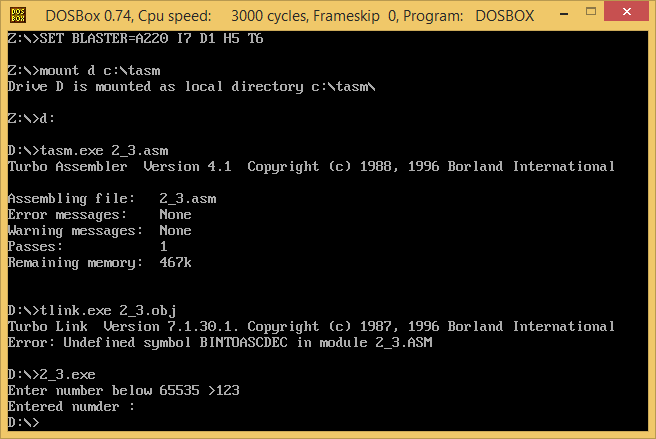 DOS
BOX
DOSBox 0.74, Cpu speed: 3000 cycles, Frameskip 0, Program: DOSBOX
Z:\>SET BLASTER=A220 I7 D1 H5 T6
Z:\>mount d c:\tasm
Drive D is mounted as local directory c:\tasm\
Z:\>d:
D:\>tasm.exe 2_3.asm
Turbo Assembler Version 4.1 Copyright (c) 1988, 1996 Borland International
Assembling file: 2_3.asm
Error messages: None
Warning messages: None
Passes: 1
Remaining memory: 467k
D:\>tlink.exe 2_3.obj
Turbo Link Version 7.1.30.1. Copyright (c) 1987, 1996 Borland International
Error: Undefined symbol BINTOASCDEC in module 2_3.ASM
D:\>2_3.exe
Enter number below 65535 >123
Entered numder :
D:\>